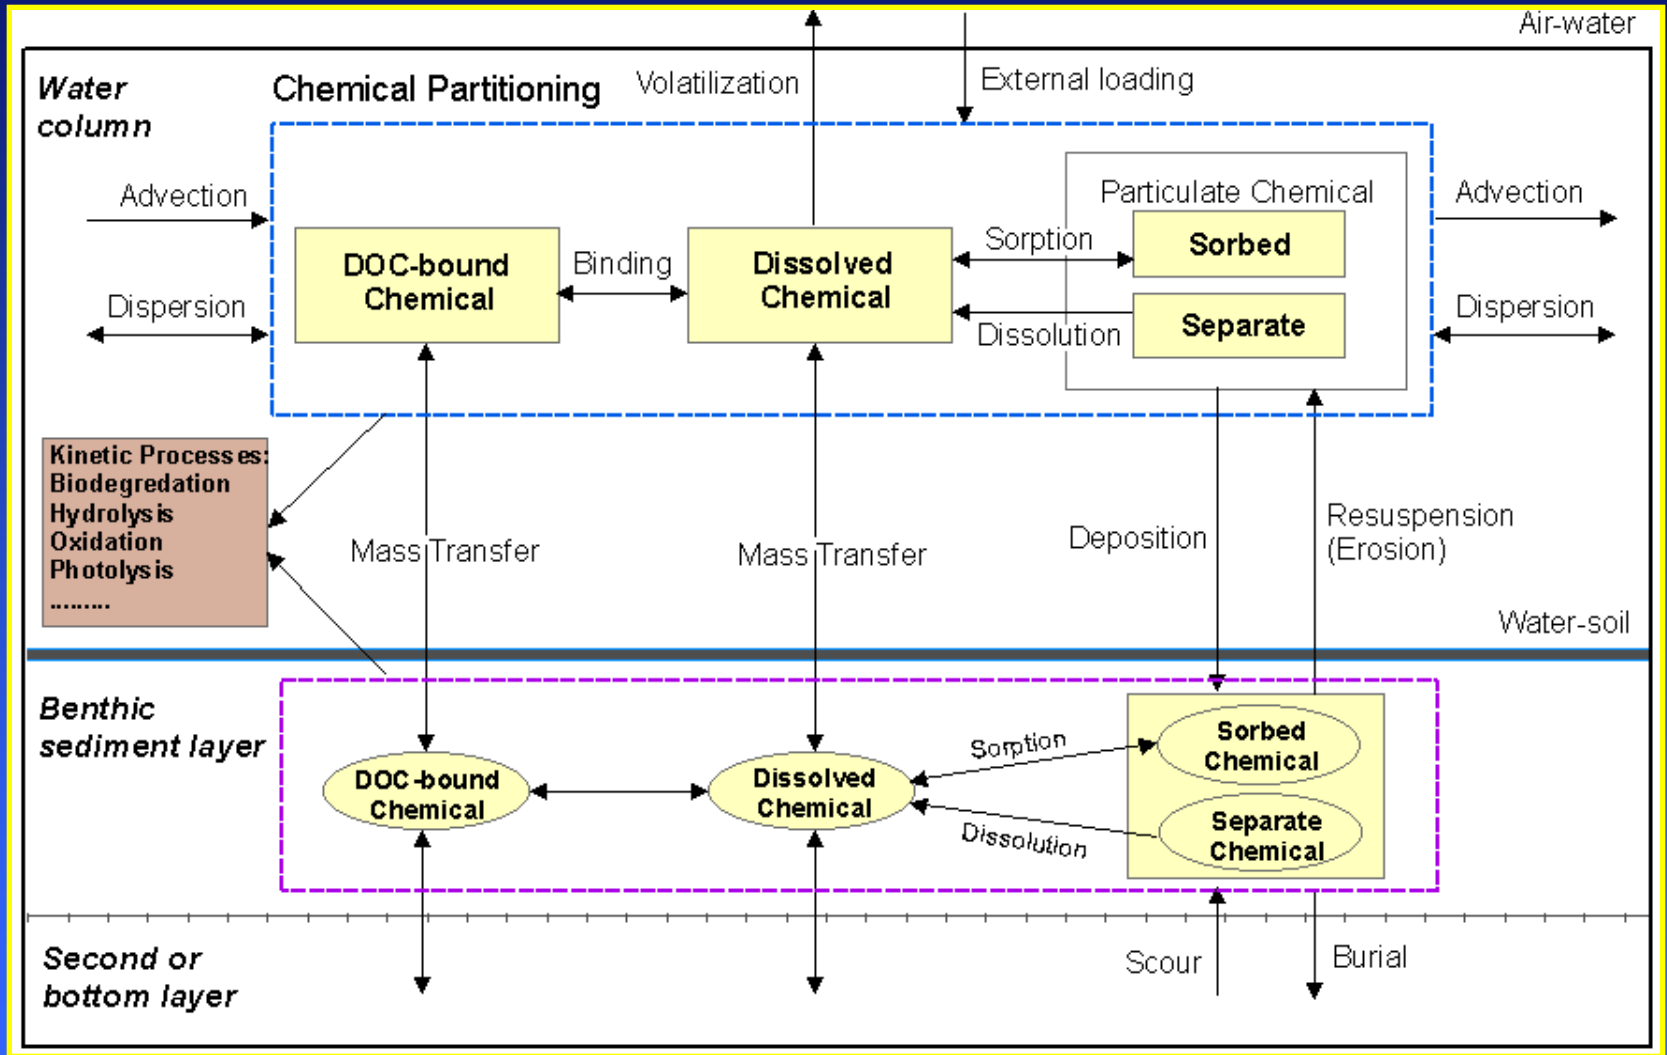 Air-water
Water
column
Chemical Partitioning
Volatilization
External loading
Advection
Particulate Chemical
Advection
DOC-bound
Chemical
Binding
Dissolved
Chemical
Sorption
Sorbed
Dispersion
Dissolution
Separate
Dispersion
Kinetic Processes:
Biodegredation
Hydrolysis
Oxidation
Photolysis
.........
Mass Transfer
Mass Transfer
Deposition
Resuspension
(Erosion)
Water-soil
Benthic
sediment layer
DOC-bound
Chemical
Dissolved
Chemical
Sorption
Dissolution
Sorbed
Chemical
Separate
Chemical
Second or
bottom layer
Scour
Burial